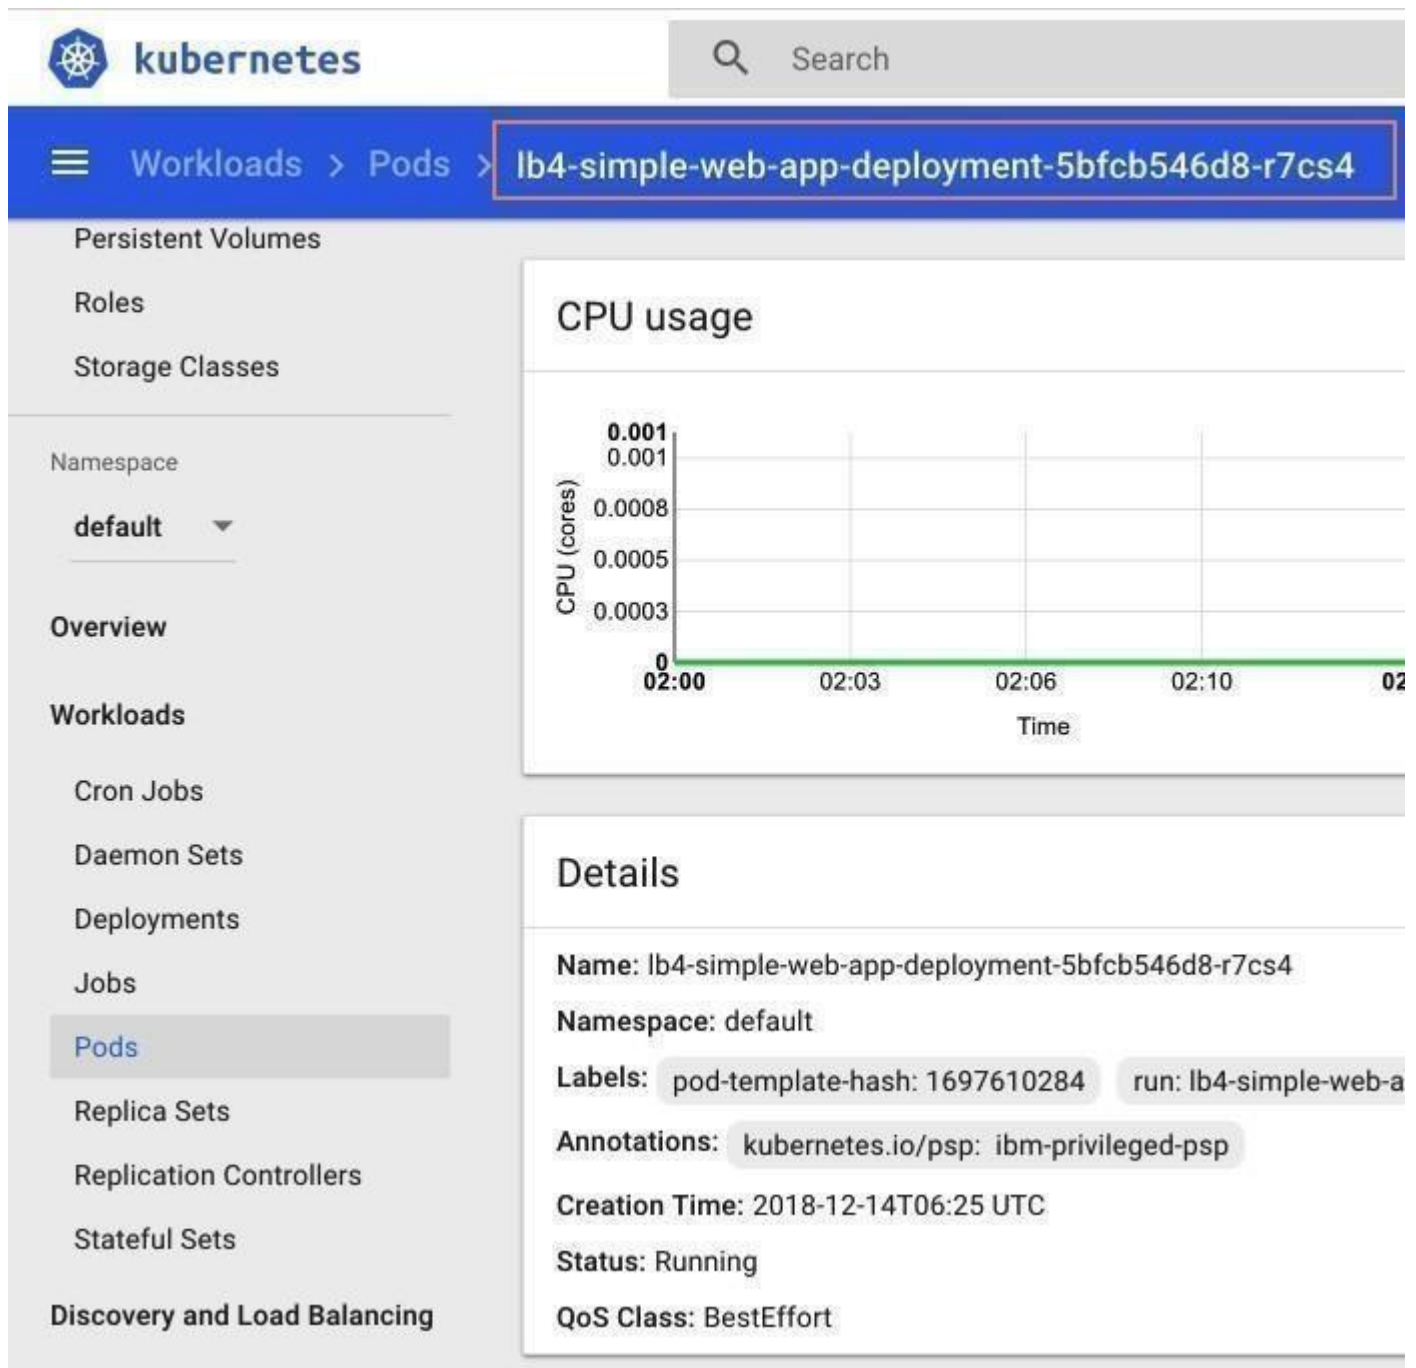 kubernetes
Search
Workloads > Pods > lb4-simple-web-app-deployment-5bfcb546d8-r7cs4
Persistent Volumes
Roles
Storage Classes
Namespace
default
Overview
Workloads
Cron Jobs
Daemon Sets
Deployments
Jobs
Pods
Replica Sets
Replication Controllers
Stateful Sets
Discovery and Load Balancing
CPU usage
CPU (cores)
0.001
0.001
0.0008
0.0005
0.0003
0
02:00 02:03 02:06 02:10 02
Time
Details
Name: lb4-simple-web-app-deployment-5bfcb546d8-r7cs4
Namespace: default
Labels: pod-template-hash: 1697610284 run: lb4-simple-web-a
Annotations: kubernetes.io/psp: ibm-privileged-psp
Creation Time: 2018-12-14T06:25 UTC
Status: Running
QoS Class: BestEffort